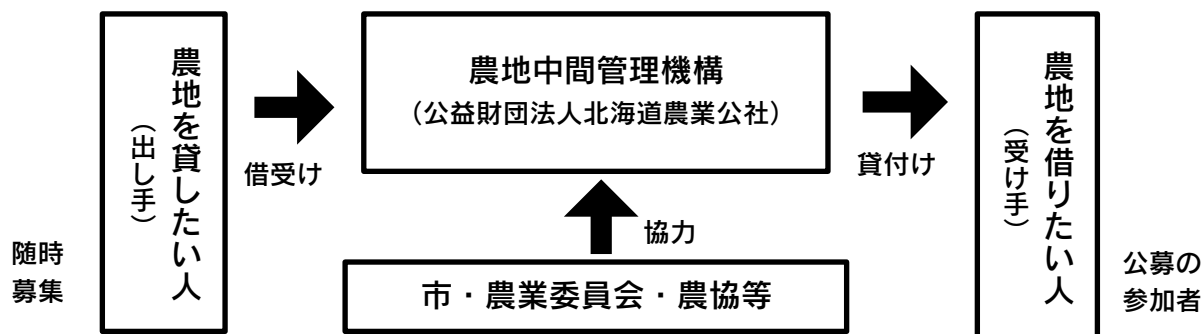 農地を貸したい人
（出し手）
随時
募集
借受け
農地中間管理機構
（公益財団法人北海道農業公社）
協力
市・農業委員会・農協等
貸付け
農地を借りたい人
（受け手）
公募の
参加者